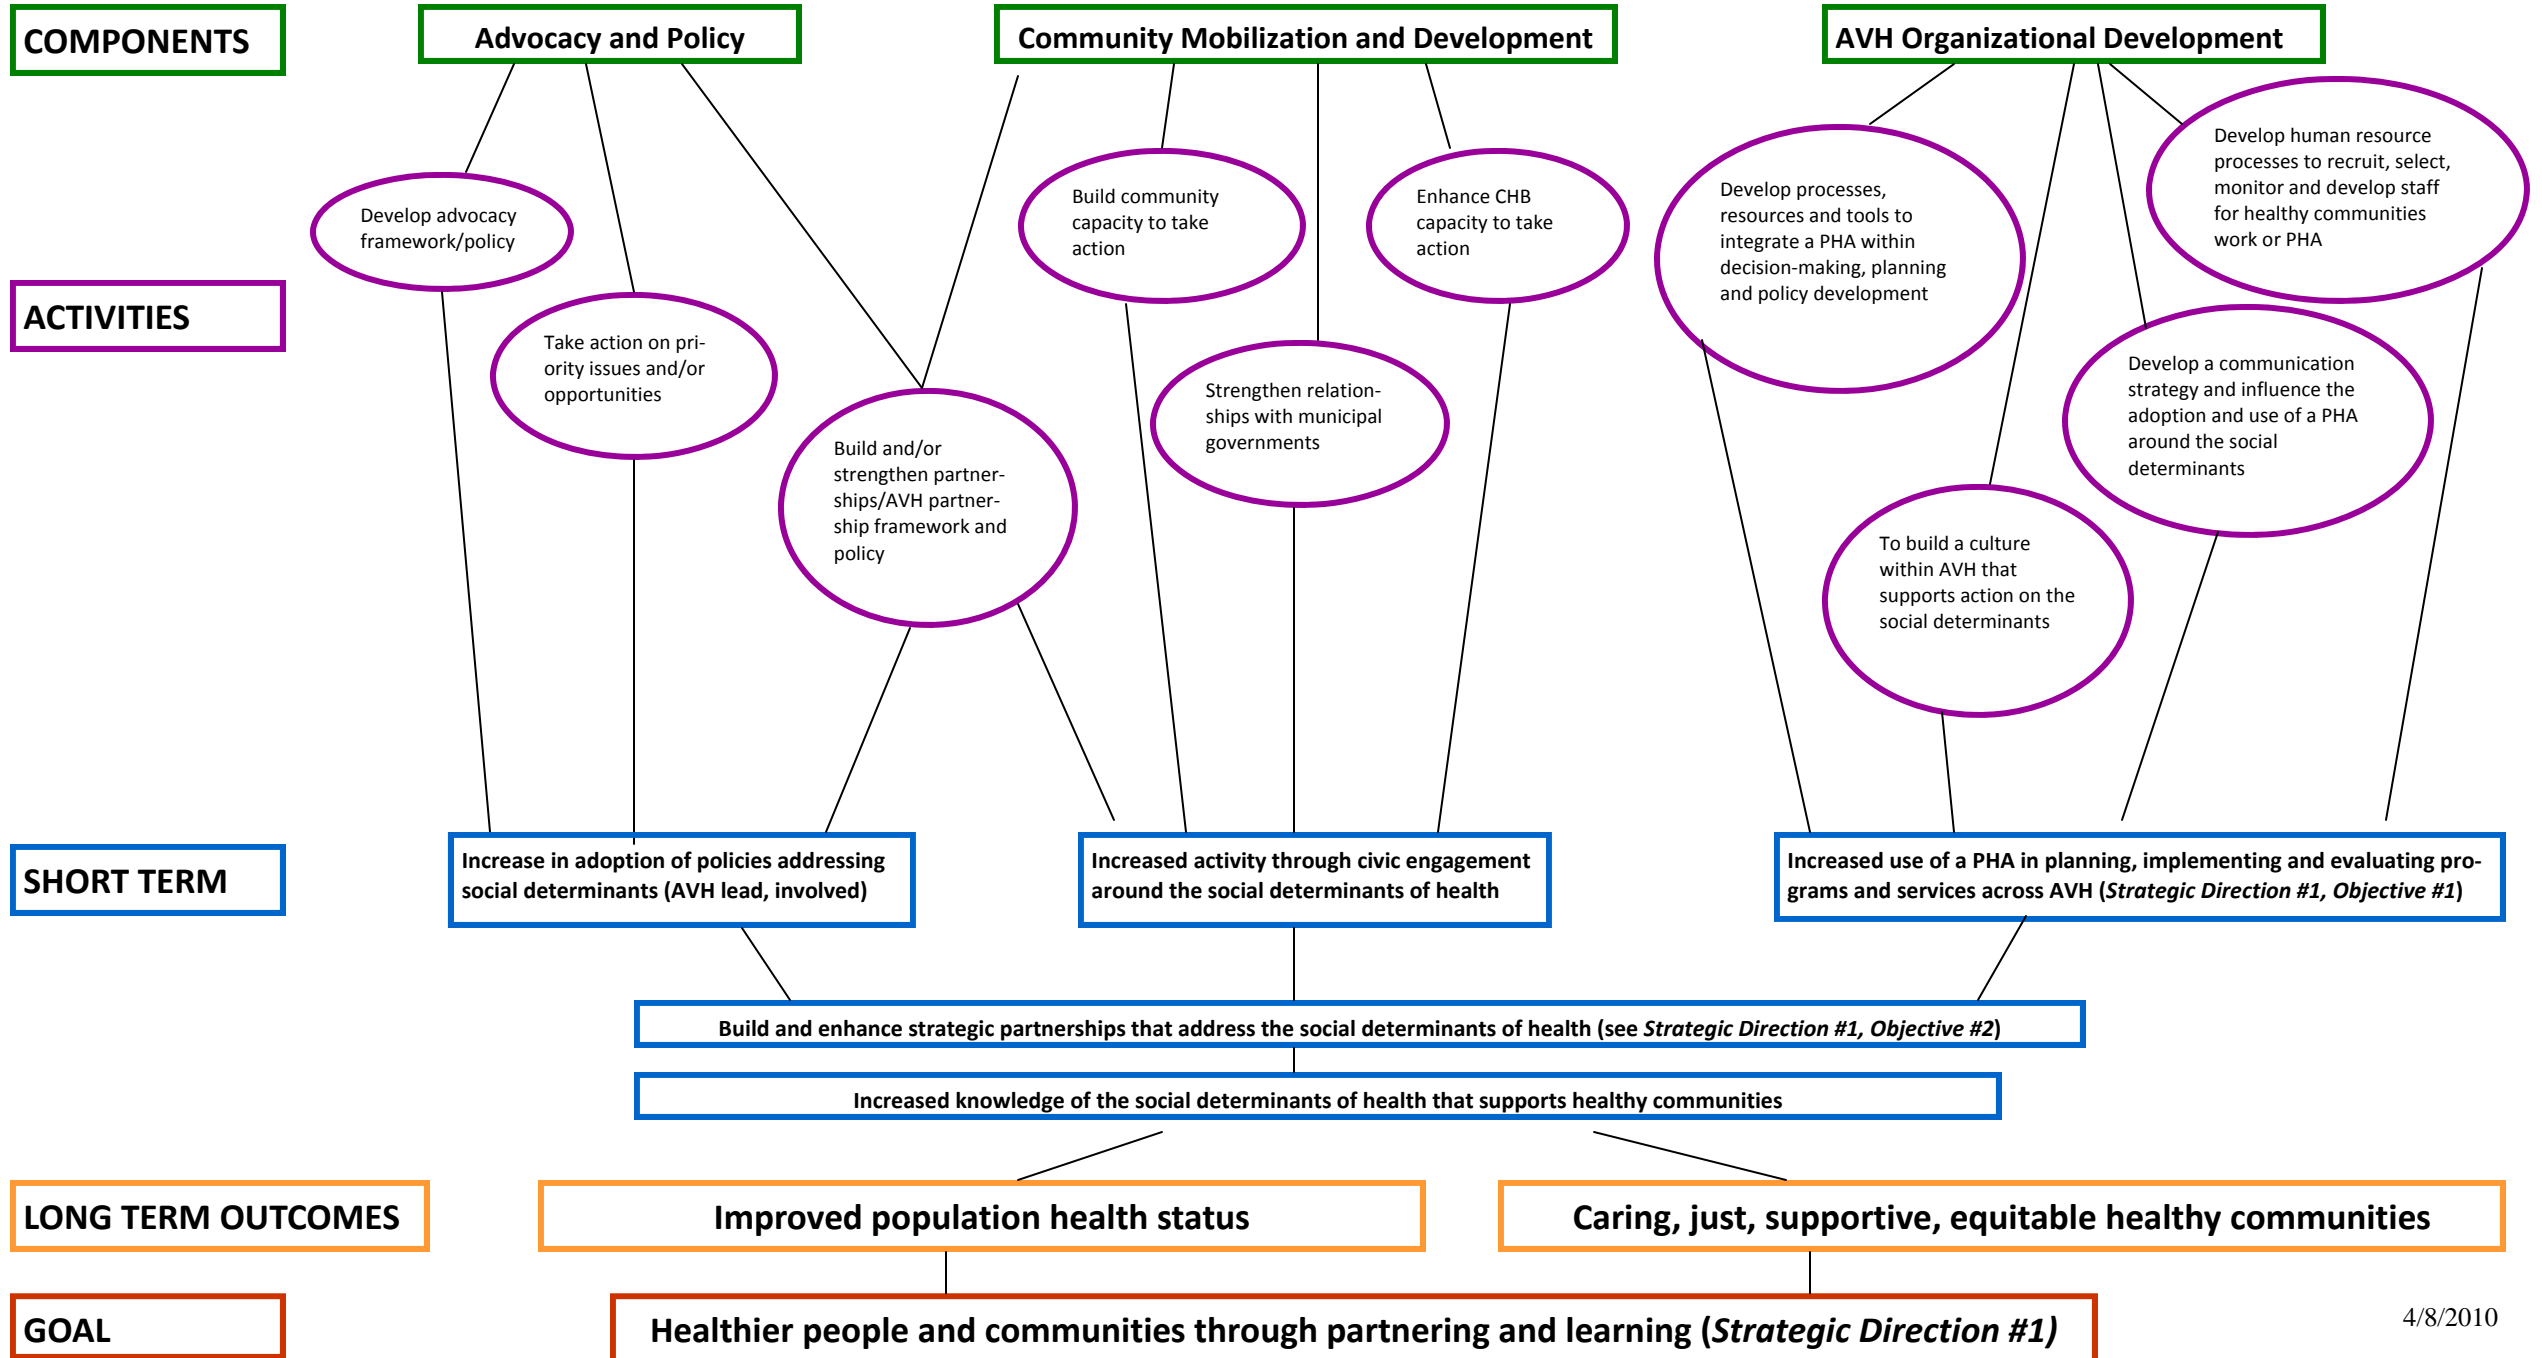 COMPONENTS
Advocacy and Policy
Community Mobilization and Development
AVH Organizational Development
Develop advocacy
framework/policy
Build community
capacity to take
action
Enhance CHB
capacity to take
action
Develop processes,
resources and tools to
integrate a PHA within
decision-making, planning
and policy development
Develop human resource
processes to recruit, select,
monitor and develop staff
for healthy communities
work or PHA
ACTIVITIES
Take action on pri-
ority issues and/or
opportunities
Build and/or
strengthen partner-
ships/AVH partner-
ship framework and
policy
Strengthen relation-
ships with municipal
governments
Develop a communication
strategy and influence the
adoption and use of a PHA
around the social
determinants
To build a culture
within AVH that
supports action on the
social determinants
SHORT TERM
Increase in adoption of policies addressing
social determinants (AVH lead, involved)
Increased activity through civic engagement
around the social determinants of health
Increased use of a PHA in planning, implementing and evaluating pro-
grams and services across AVH (Strategic Direction #1, Objective #1)
Build and enhance strategic partnerships that address the social determinants of health (see Strategic Direction #1, Objective #2)
Increased knowledge of the social determinants of health that supports healthy communities
LONG TERM OUTCOMES
Improved population health status
Caring, just, supportive, equitable healthy communities
GOAL
Healthier people and communities through partnering and learning (Strategic Direction #1)
4/8/2010